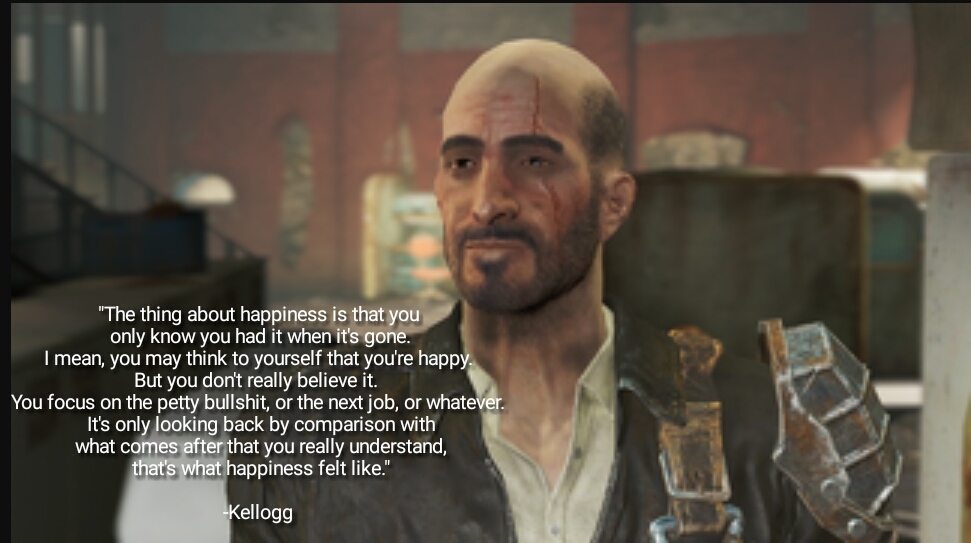 "The thing about happiness is that you
only know you had it when it's gone.
I mean, you may think to yourself that you're happy.
But you don't really believe it.
You focus on the petty bullshit, or the next job, or whatever.
It's only looking back by comparison with
what comes after that you really understand,
that's what happiness felt like."
-Kellogg